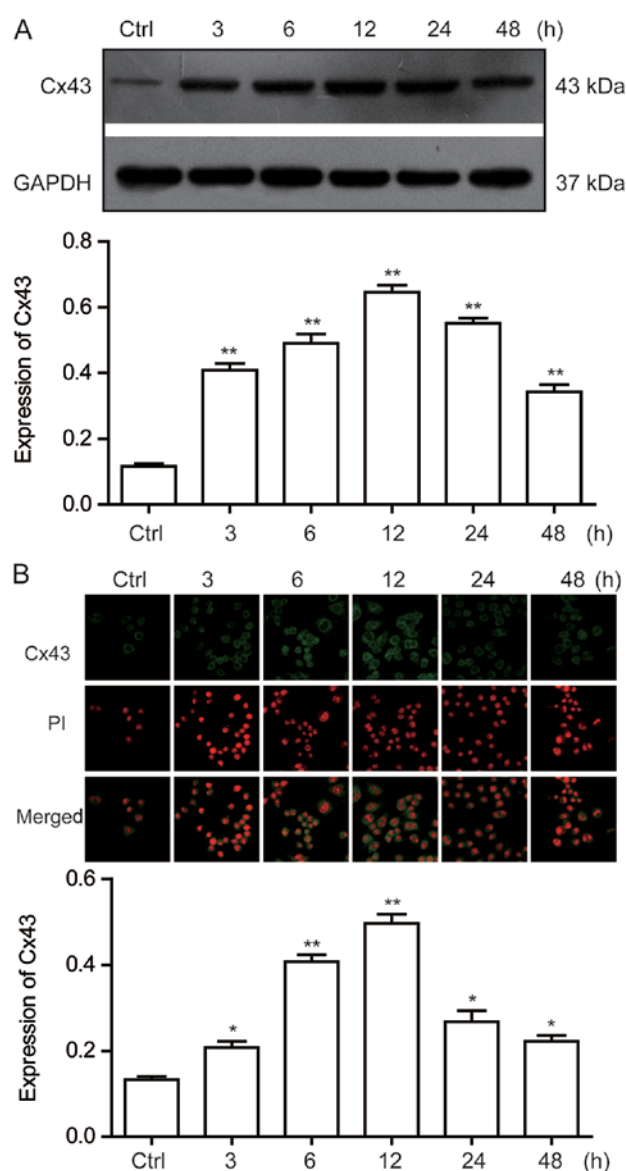 A
Ctrl 3 6 12 24 48 (h)
Cx43 43 kDa
GAPDH 37 kDa
Expression of Cx43
0.8
0.6
0.4
0.2
0.0
** ** ** ** **
Ctrl 3 6 12 24 48 (h)
B
Ctrl 3 6 12 24 48 (h)
Cx43
PI
Merged
Expression of Cx43
0.6
0.4
0.2
0.0
* ** ** * *
Ctrl 3 6 12 24 48 (h)